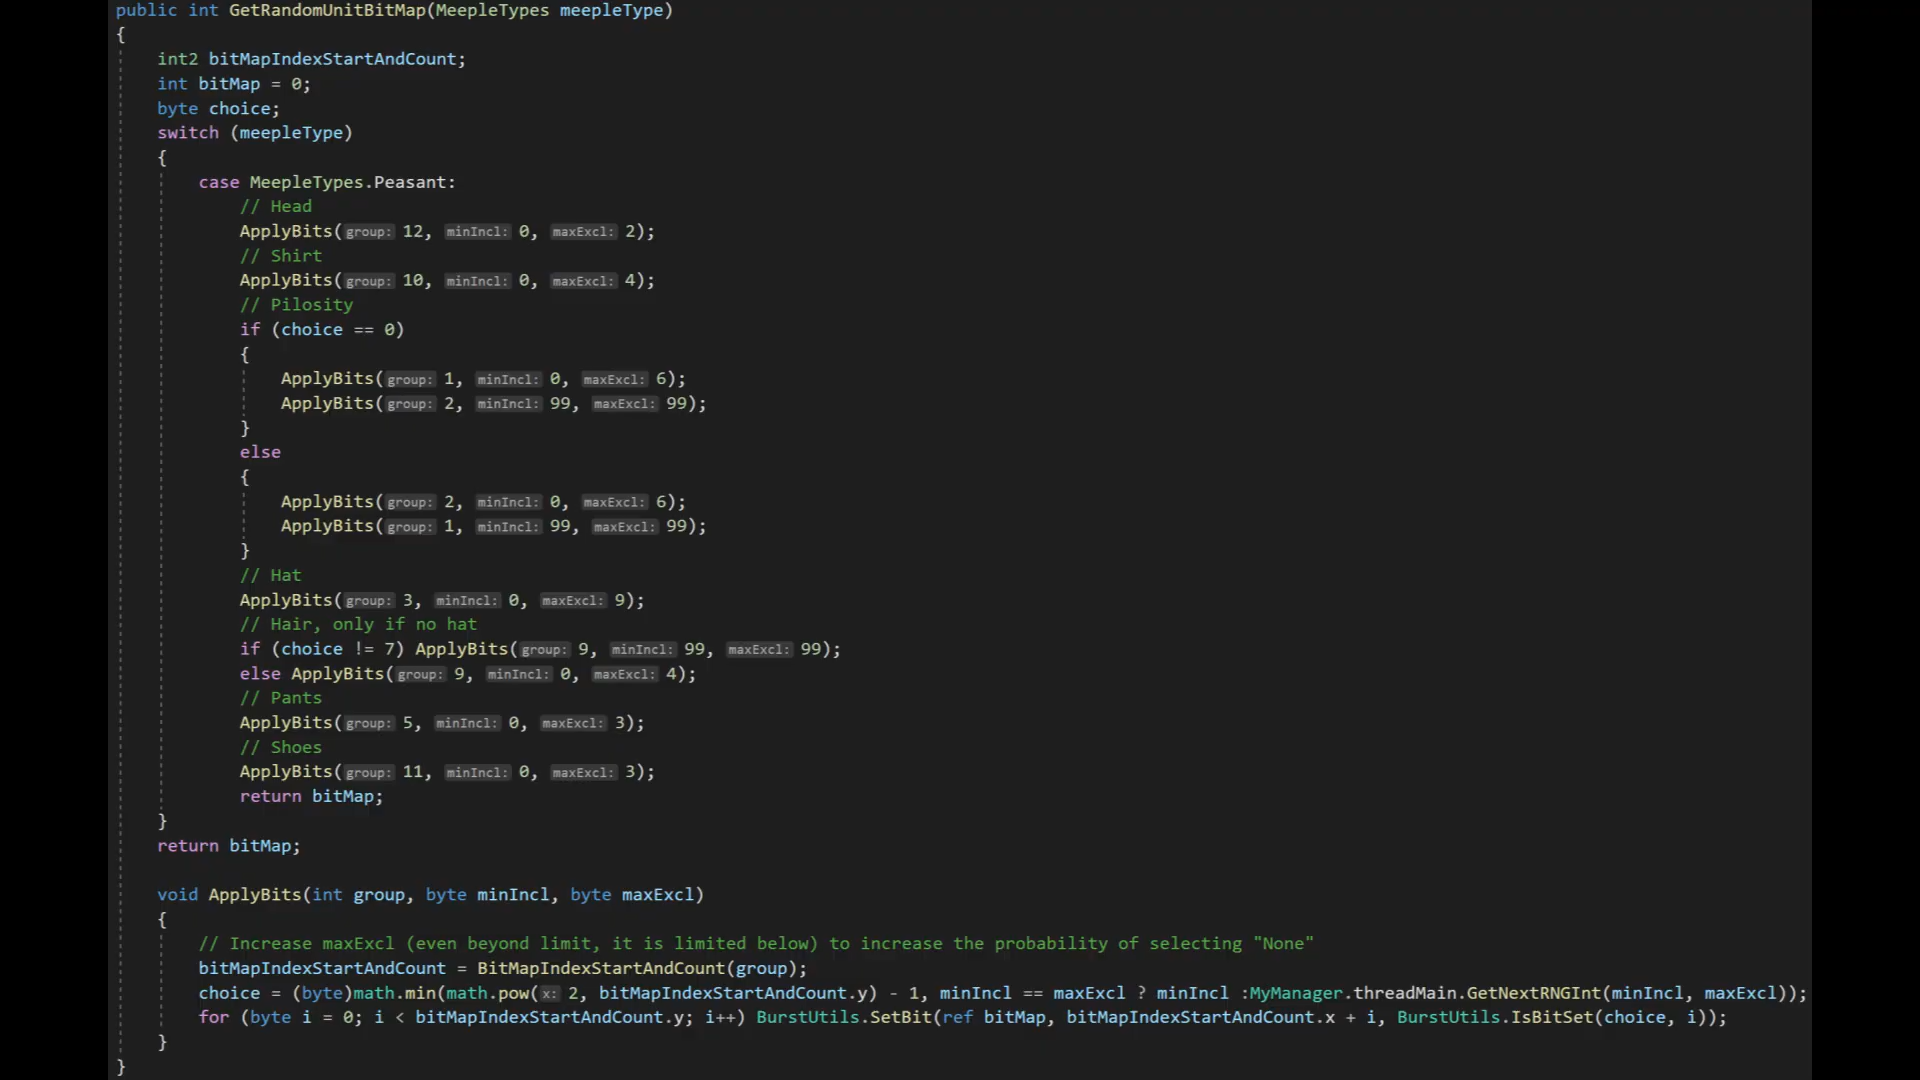 public int GetRandomUnitBitMap(MeepleTypes meepleType)
{
    int2 bitMapIndexStartAndCount;
    int bitMap = 0;
    byte choice;
    switch (meepleType)
    {
        case MeepleTypes.Peasant:
            // Head
            ApplyBits(group: 12, minIncl: 0, maxExcl: 2);
            // Shirt
            ApplyBits(group: 10, minIncl: 0, maxExcl: 4);
            // Pilosity
            if (choice == 0)
            {
                ApplyBits(group: 1, minIncl: 0, maxExcl: 6);
                ApplyBits(group: 2, minIncl: 99, maxExcl: 99);
            }
            else
            {
                ApplyBits(group: 2, minIncl: 0, maxExcl: 6);
                ApplyBits(group: 1, minIncl: 99, maxExcl: 99);
            }
            // Hat
            ApplyBits(group: 3, minIncl: 0, maxExcl: 9);
            // Hair, only if no hat
            if (choice != 7) ApplyBits(group: 9, minIncl: 99, maxExcl: 99);
            else ApplyBits(group: 9, minIncl: 0, maxExcl: 4);
            // Pants
            ApplyBits(group: 5, minIncl: 0, maxExcl: 3);
            // Shoes
            ApplyBits(group: 11, minIncl: 0, maxExcl: 3);
            return bitMap;
    }
    return bitMap;

    void ApplyBits(int group, byte minIncl, byte maxExcl)
    {
        // Increase maxExcl (even beyond limit, it is limited below) to increase the probability of selecting "None"
        bitMapIndexStartAndCount = BitMapIndexStartAndCount(group);
        choice = (byte)math.min(math.pow(x: 2, bitMapIndexStartAndCount.y) - 1, minIncl == maxExcl ? minIncl :MyManager.threadMain.GetNextRNGInt(minIncl, maxExcl));
        for (byte i = 0; i < bitMapIndexStartAndCount.y; i++) BurstUtils.SetBit(ref bitMap, bitMapIndexStartAndCount.x + i, BurstUtils.IsBitSet(choice, i));
    }
}